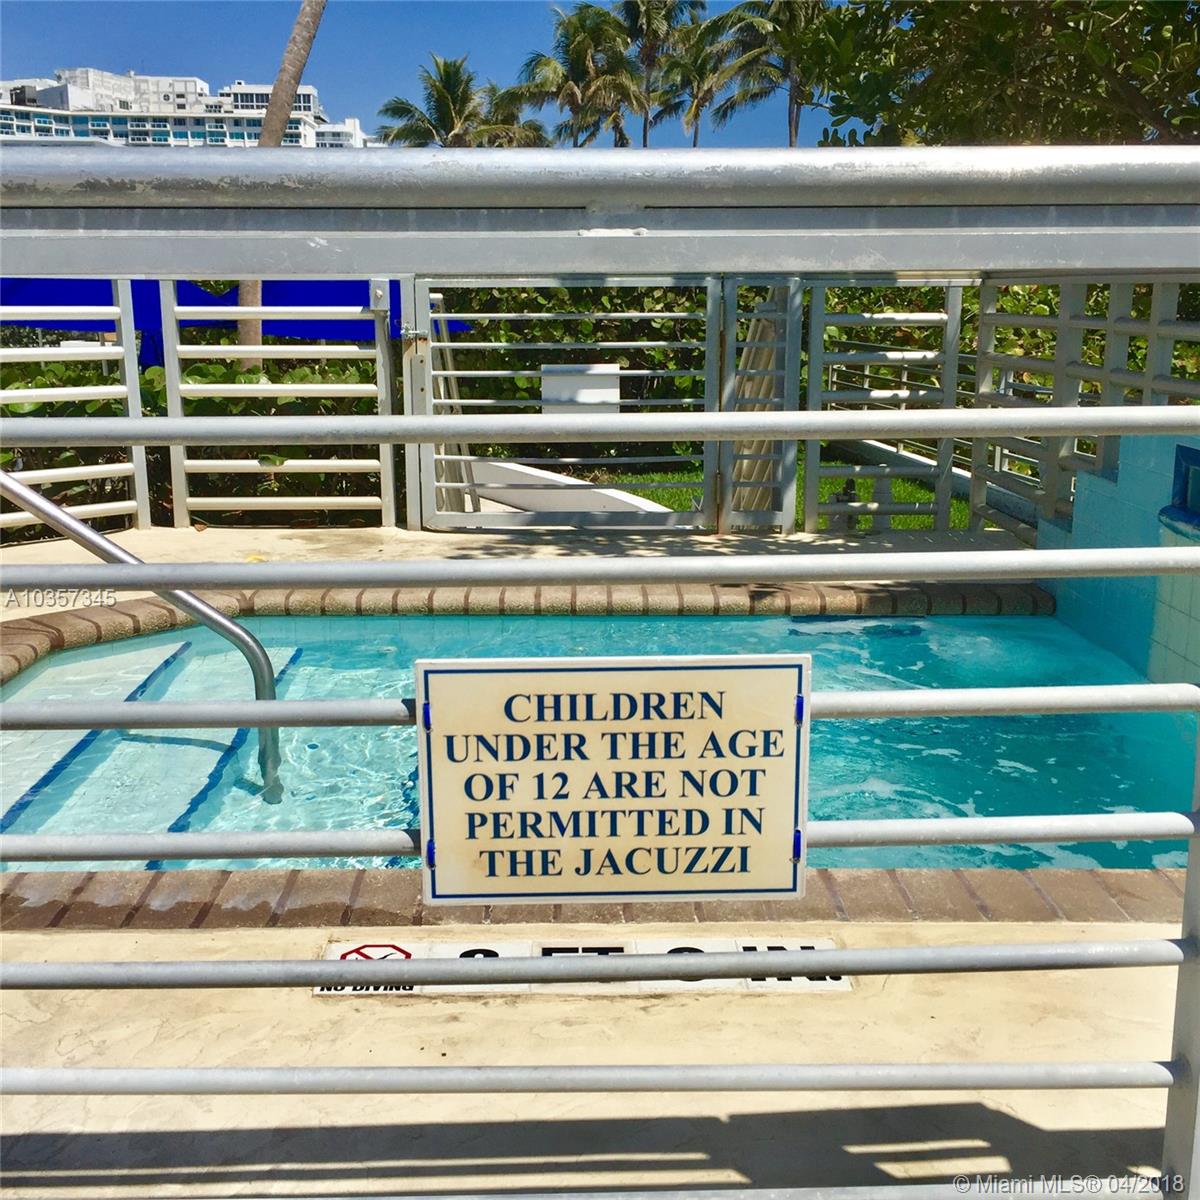 A10357345
CHILDREN
UNDER THE AGE
OF 12 ARE NOT
PERMITTED IN
THE JACUZZI
NO DIVING
© Miami MLS® 04/2018